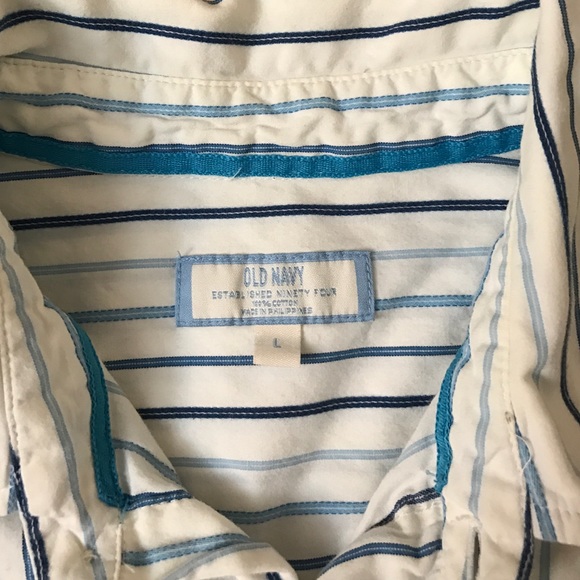 OLD NAVY
ESTABLISHED NINETY FOUR
100% COTTON
MADE IN PHILIPPINES
L